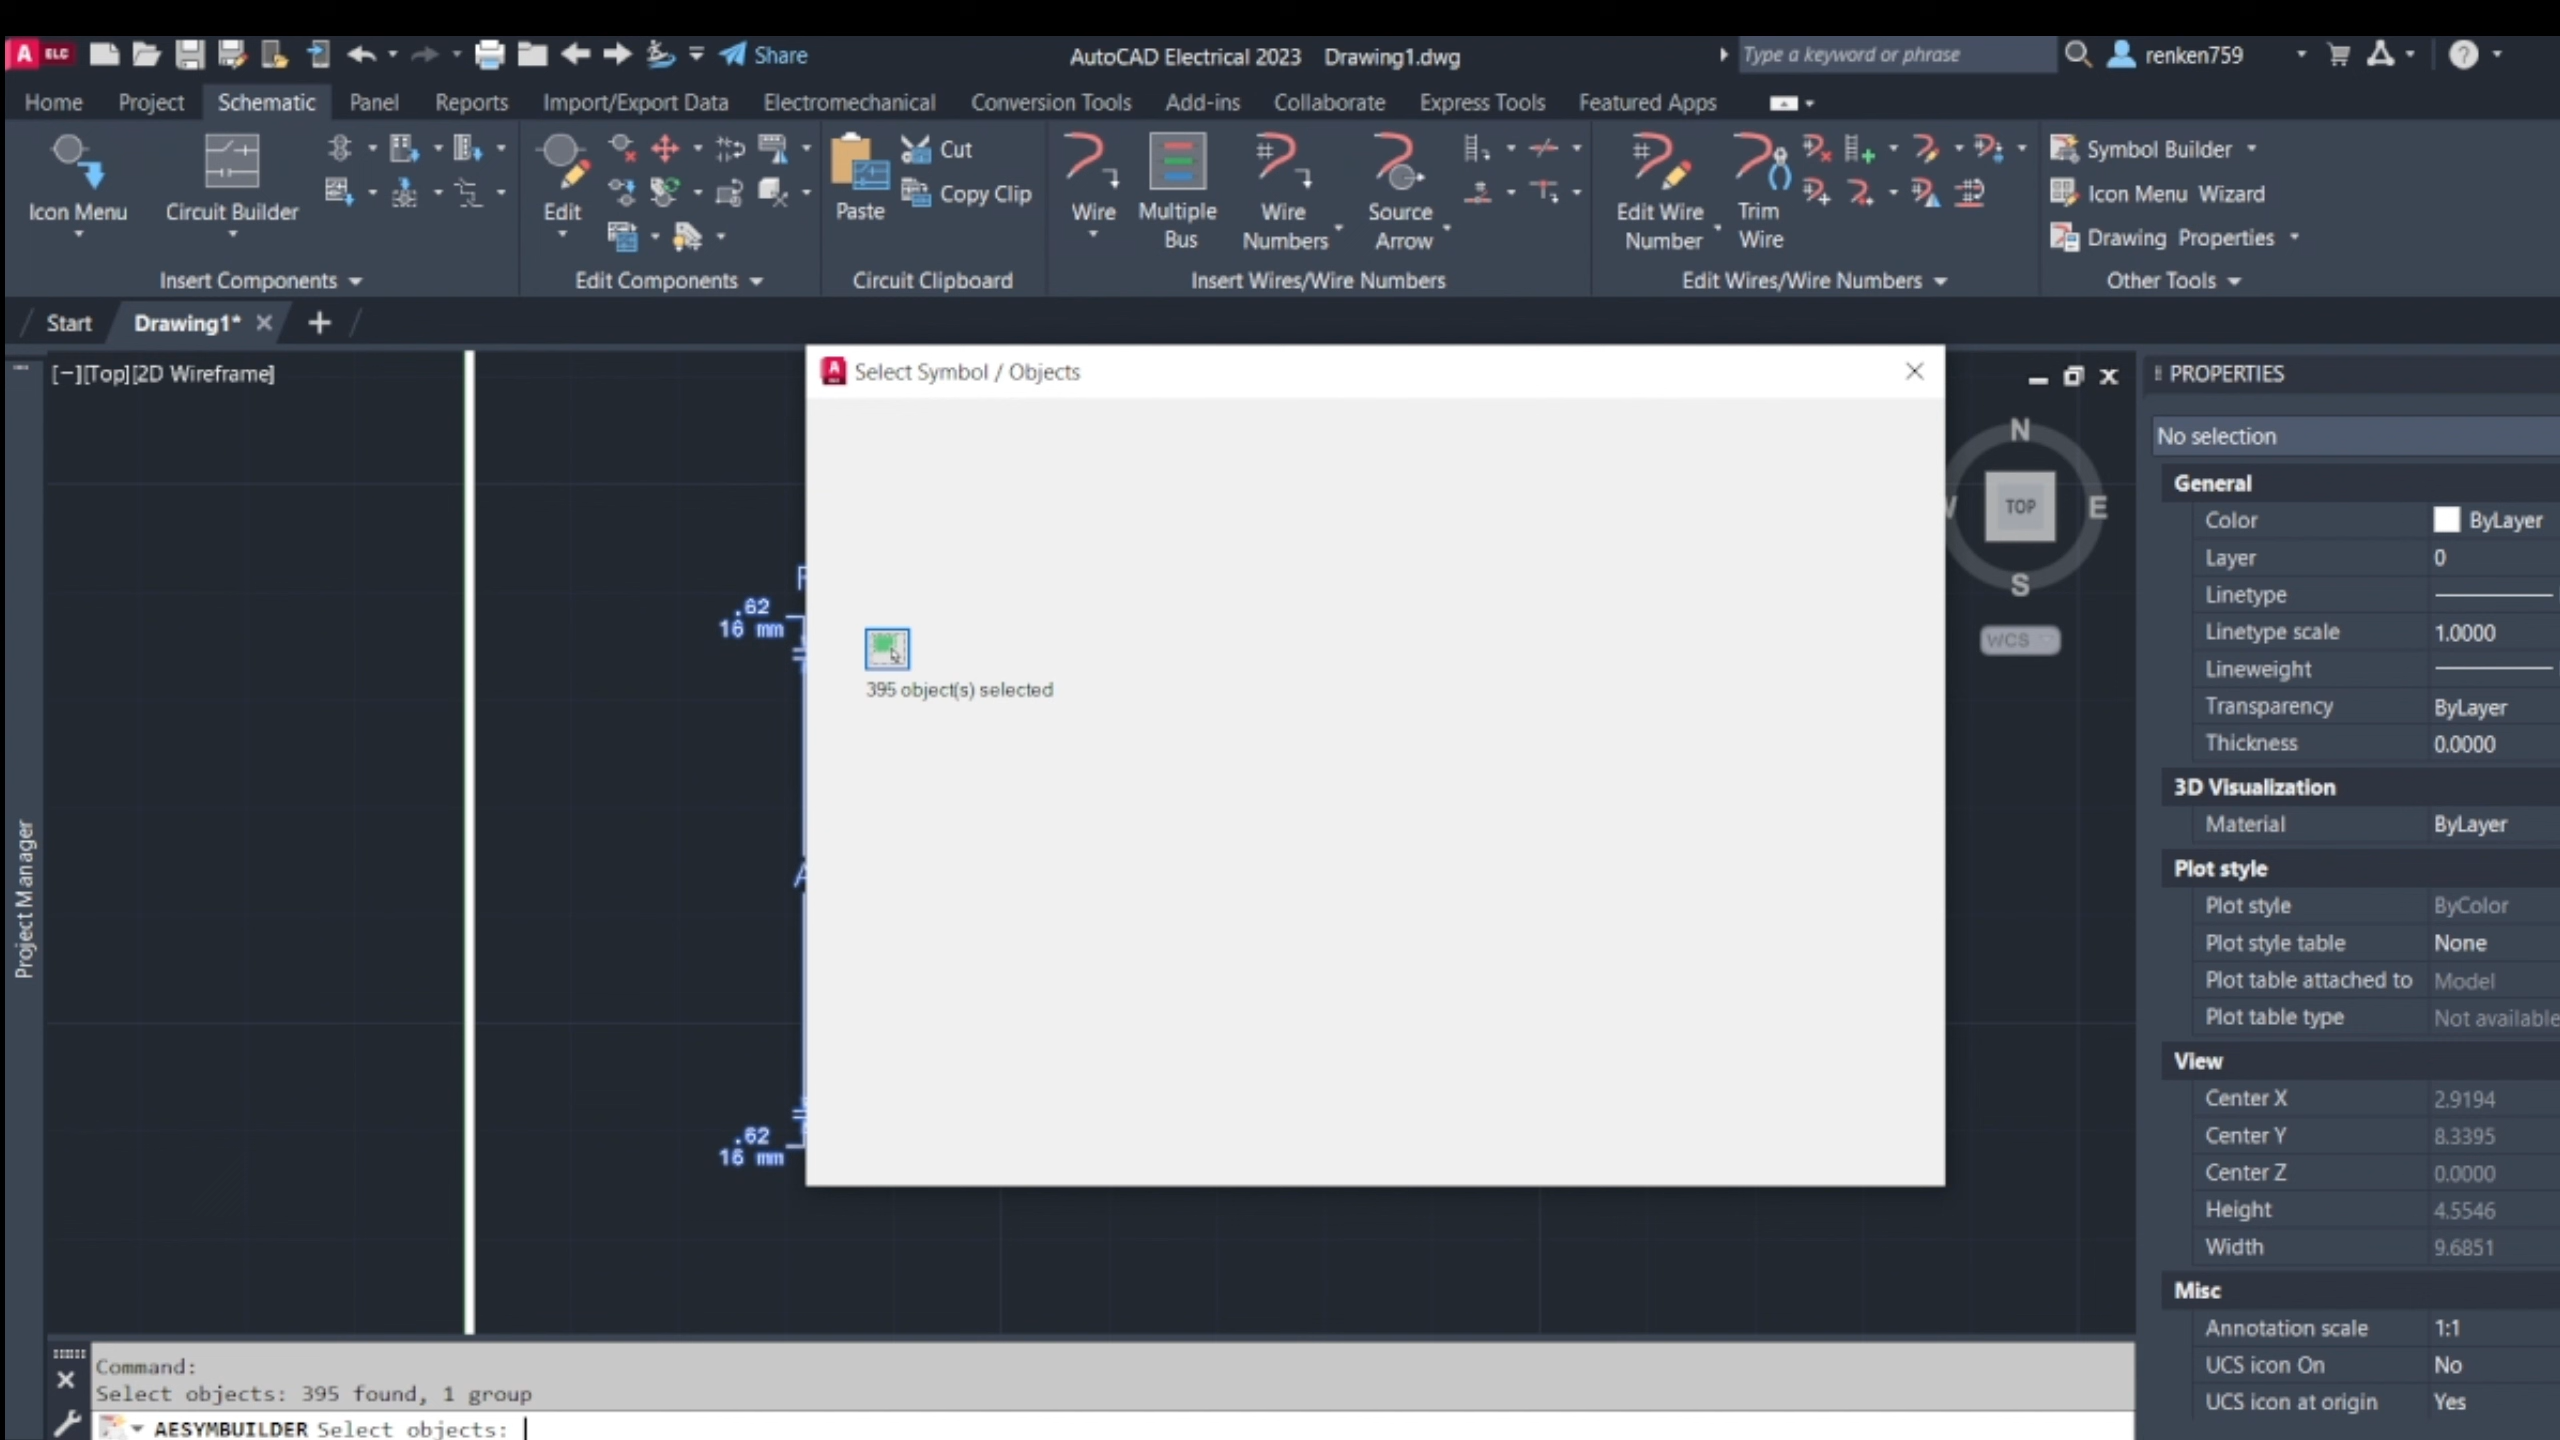 A ELC Share AutoCAD Electrical 2023 Drawing1.dwg Type a keyword or phrase renken759
Home Project Schematic Panel Reports Import/Export Data Electromechanical Conversion Tools Add-ins Collaborate Express Tools Featured Apps
Icon Menu
Circuit Builder
Insert Components
Edit
Edit Components
Paste
Cut
Copy Clip
Circuit Clipboard
Wire
Multiple
Bus
Wire
Numbers
Source
Arrow
Insert Wires/Wire Numbers
Edit Wire
Number
Trim
Wire
Edit Wires/Wire Numbers
Symbol Builder
Icon Menu Wizard
Drawing Properties
Other Tools
Start Drawing1*
[−][Top][2D Wireframe]
Project Manager
.62
16 mm
.62
16 mm
Select Symbol / Objects
395 object(s) selected
N
TOP
E
S
WCS
PROPERTIES
No selection
General
Color ByLayer
Layer 0
Linetype
Linetype scale 1.0000
Lineweight
Transparency ByLayer
Thickness 0.0000
3D Visualization
Material ByLayer
Plot style
Plot style ByColor
Plot style table None
Plot table attached to Model
Plot table type Not available
View
Center X 2.9194
Center Y 8.3395
Center Z 0.0000
Height 4.5546
Width 9.6851
Misc
Annotation scale 1:1
UCS icon On No
UCS icon at origin Yes
Command:
Select objects: 395 found, 1 group
AESYMBUILDER Select objects: